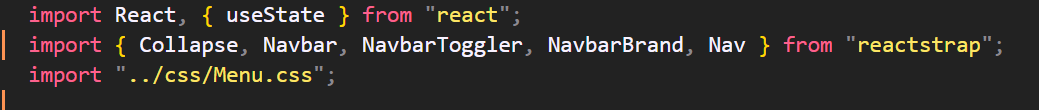 import React, { useState } from "react";
import { Collapse, Navbar, NavbarToggler, NavbarBrand, Nav } from "reactstrap";
import "../css/Menu.css";